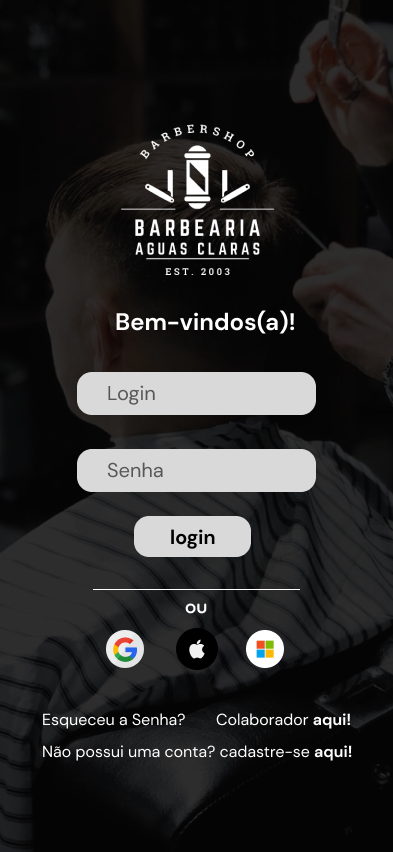 BARBERSHOP
BARBEARIA
AGUAS CLARAS
EST. 2003
Bem-vindos(a)!
Login
Senha
login
OU
Esqueceu a Senha? Colaborador aqui!
Não possui uma conta? cadastre-se aqui!